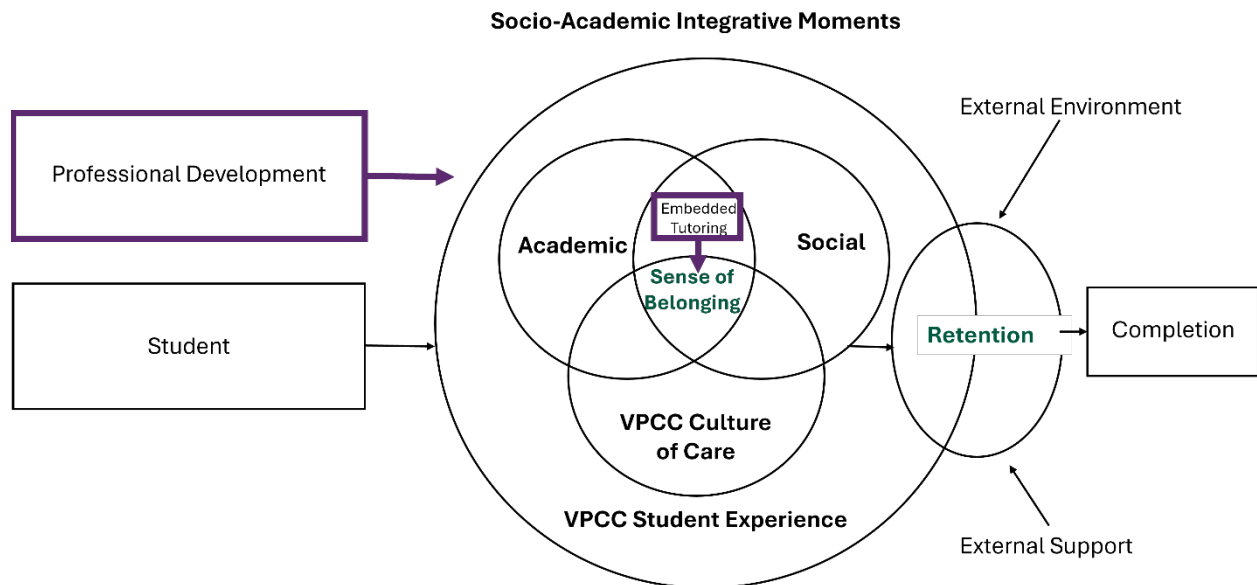 Socio-Academic Integrative Moments
Professional Development
External Environment
Embedded
Tutoring
Academic
Social
Sense of
Belonging
Student
Retention
Completion
VPCC Culture
of Care
VPCC Student Experience
External Support